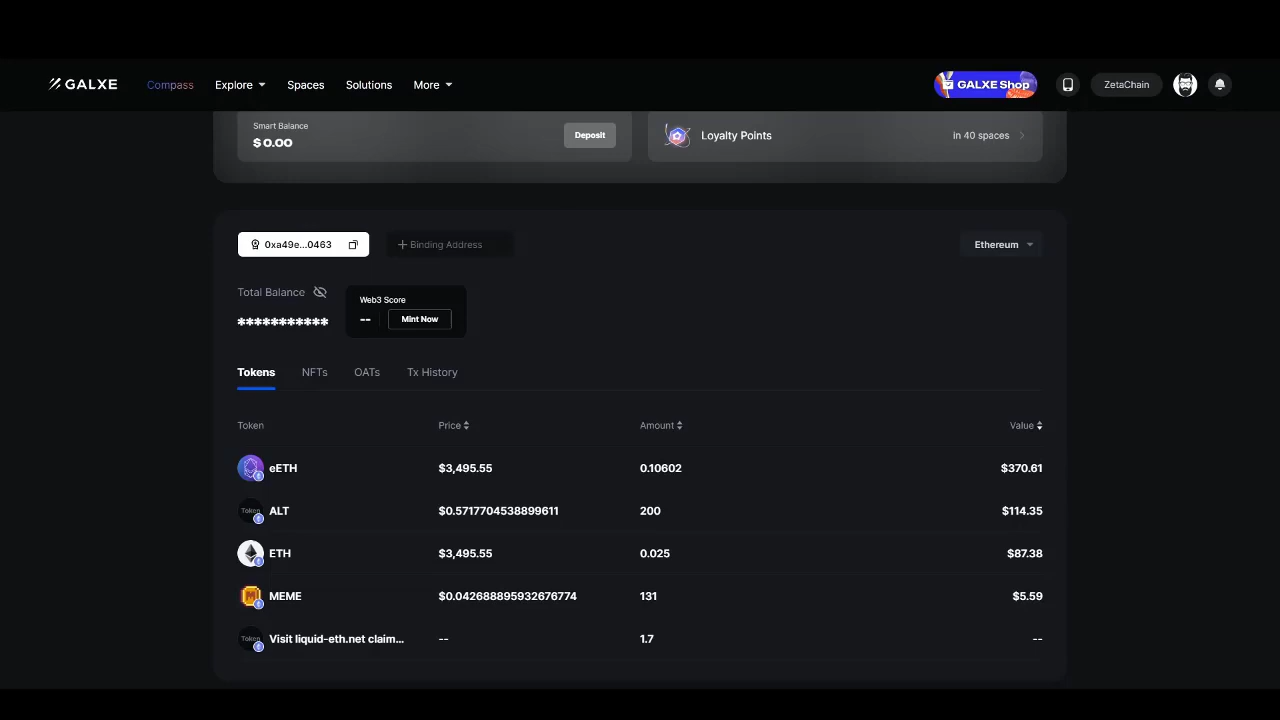 GALXE Compass Explore Spaces Solutions More GALXE Shop ZetaChain
Smart Balance
$0.00
Deposit
Loyalty Points
in 40 spaces
0xa49e...0463
Binding Address
Ethereum
Total Balance
***********
Web3 Score
--
Mint Now
Tokens NFTs OATs Tx History
Token Price Amount Value
eETH $3,495.55 0.10602 $370.61
Token ALT $0.5717704538899611 200 $114.35
ETH $3,495.55 0.025 $87.38
MEME $0.042688895932676774 131 $5.59
Token Visit liquid-eth.net claim... -- 1.7 --